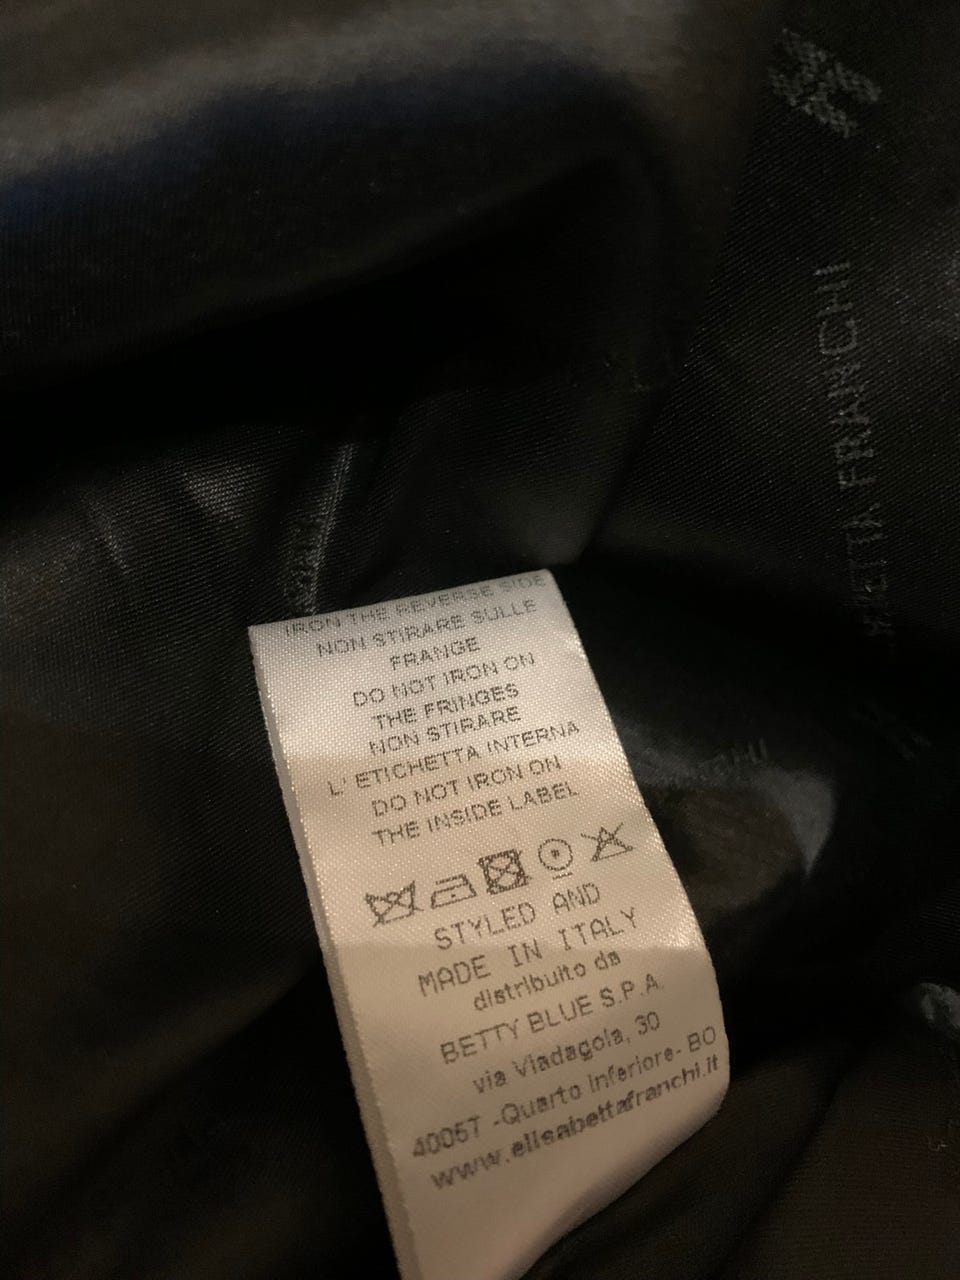 IRON THE REVERSE SIDE
NON STIRARE SULLE
FRANGE
DO NOT IRON ON
THE FRINGES
NON STIRARE
L' ETICHETTA INTERNA
DO NOT IRON ON
THE INSIDE LABEL
STYLED AND
MADE IN ITALY
distribuito da
BETTY BLUE S.P.A.
via Viadagola, 30
40057 -Quarto Inferiore- BO
www.elisabettafranchi.it
BETTA FRANCHI